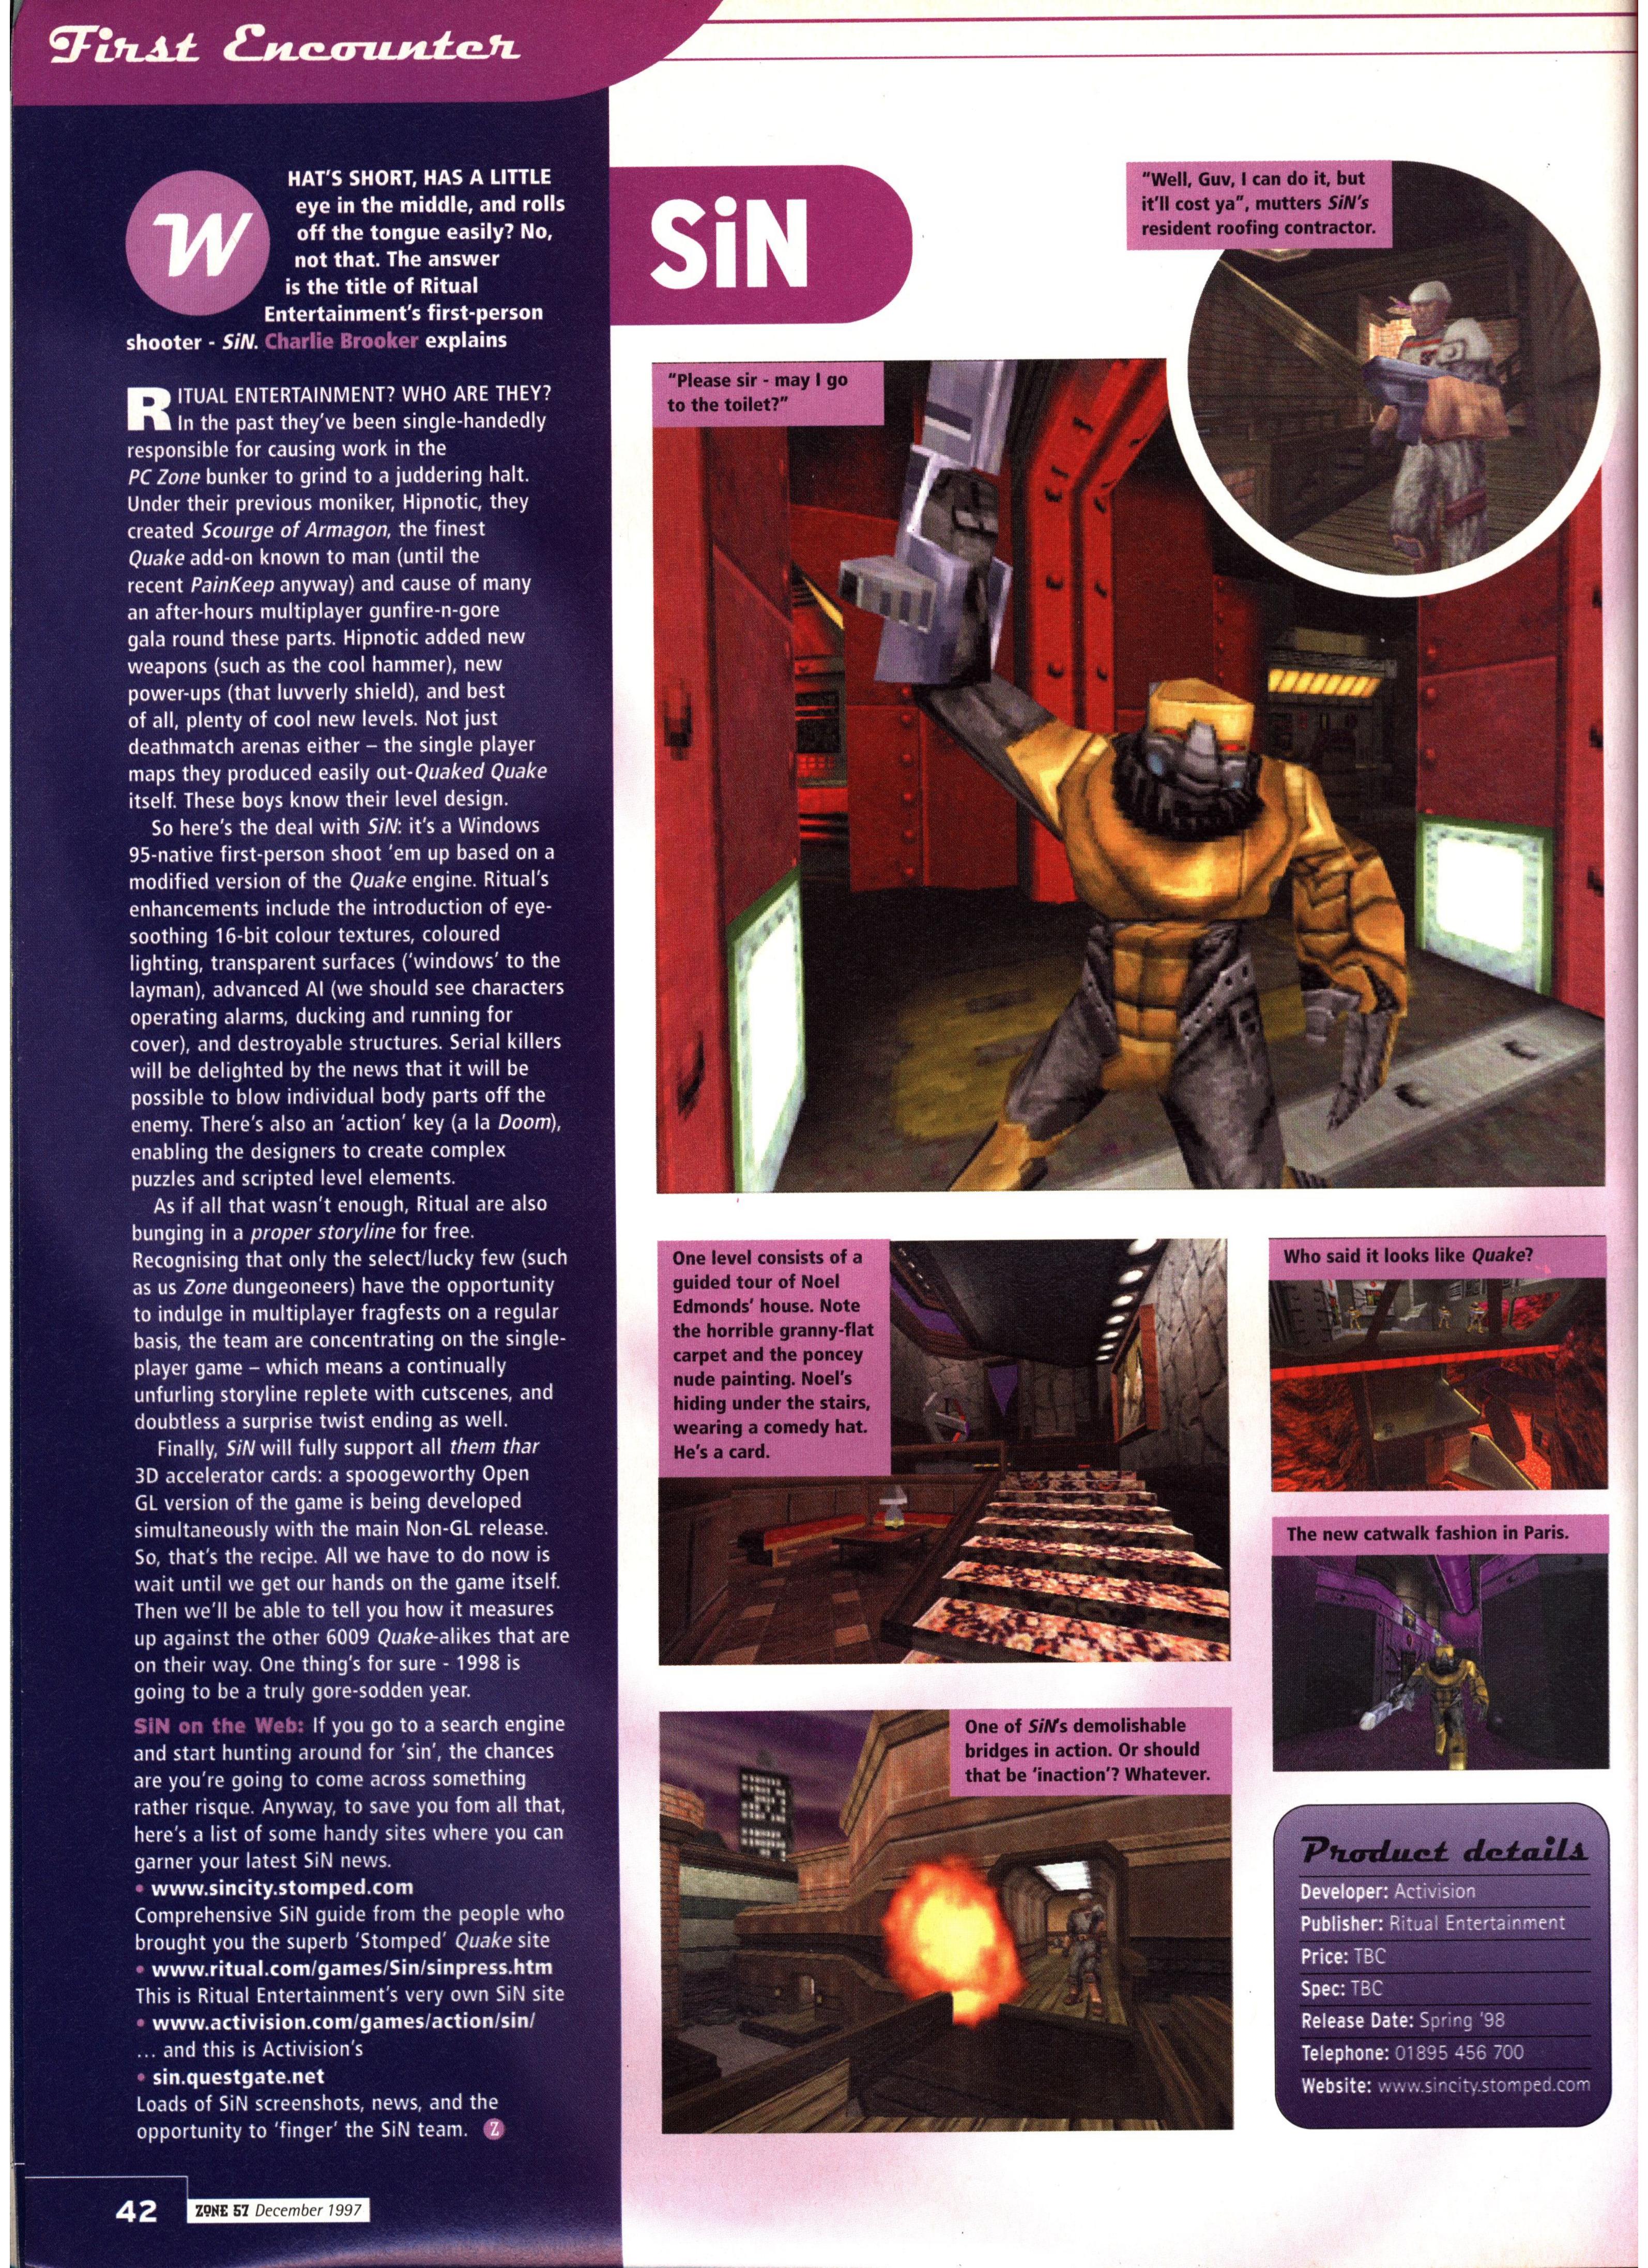 First Encounter
WHAT'S SHORT, HAS A LITTLE
eye in the middle, and rolls
off the tongue easily? No,
not that. The answer
is the title of Ritual
Entertainment's first-person
shooter - SiN. Charlie Brooker explains
RITUAL ENTERTAINMENT? WHO ARE THEY?
In the past they've been single-handedly
responsible for causing work in the
PC Zone bunker to grind to a juddering halt.
Under their previous moniker, Hipnotic, they
created Scourge of Armagon, the finest
Quake add-on known to man (until the
recent PainKeep anyway) and cause of many
an after-hours multiplayer gunfire-n-gore
gala round these parts. Hipnotic added new
weapons (such as the cool hammer), new
power-ups (that luvverly shield), and best
of all, plenty of cool new levels. Not just
deathmatch arenas either – the single player
maps they produced easily out-Quaked Quake
itself. These boys know their level design.
So here's the deal with SiN: it's a Windows
95-native first-person shoot 'em up based on a
modified version of the Quake engine. Ritual's
enhancements include the introduction of eye-
soothing 16-bit colour textures, coloured
lighting, transparent surfaces ('windows' to the
layman), advanced AI (we should see characters
operating alarms, ducking and running for
cover), and destroyable structures. Serial killers
will be delighted by the news that it will be
possible to blow individual body parts off the
enemy. There's also an 'action' key (a la Doom),
enabling the designers to create complex
puzzles and scripted level elements.
As if all that wasn't enough, Ritual are also
bunging in a proper storyline for free.
Recognising that only the select/lucky few (such
as us Zone dungeoneers) have the opportunity
to indulge in multiplayer fragfests on a regular
basis, the team are concentrating on the single-
player game – which means a continually
unfurling storyline replete with cutscenes, and
doubtless a surprise twist ending as well.
Finally, SiN will fully support all them thar
3D accelerator cards: a spoogeworthy Open
GL version of the game is being developed
simultaneously with the main Non-GL release.
So, that's the recipe. All we have to do now is
wait until we get our hands on the game itself.
Then we'll be able to tell you how it measures
up against the other 6009 Quake-alikes that are
on their way. One thing's for sure - 1998 is
going to be a truly gore-sodden year.
SiN on the Web: If you go to a search engine
and start hunting around for 'sin', the chances
are you're going to come across something
rather risque. Anyway, to save you fom all that,
here's a list of some handy sites where you can
garner your latest SiN news.
• www.sincity.stomped.com
Comprehensive SiN guide from the people who
brought you the superb 'Stomped' Quake site
• www.ritual.com/games/Sin/sinpress.htm
This is Ritual Entertainment's very own SiN site
• www.activision.com/games/action/sin/
... and this is Activision's
• sin.questgate.net
Loads of SiN screenshots, news, and the
opportunity to 'finger' the SiN team. Z
SiN
"Well, Guv, I can do it, but
it'll cost ya", mutters SiN's
resident roofing contractor.
"Please sir - may I go
to the toilet?"
One level consists of a
guided tour of Noel
Edmonds' house. Note
the horrible granny-flat
carpet and the poncey
nude painting. Noel's
hiding under the stairs,
wearing a comedy hat.
He's a card.
Who said it looks like Quake?
The new catwalk fashion in Paris.
One of SiN's demolishable
bridges in action. Or should
that be 'inaction'? Whatever.
Product details
Developer: Activision
Publisher: Ritual Entertainment
Price: TBC
Spec: TBC
Release Date: Spring '98
Telephone: 01895 456 700
Website: www.sincity.stomped.com
42
ZONE 57 December 1997